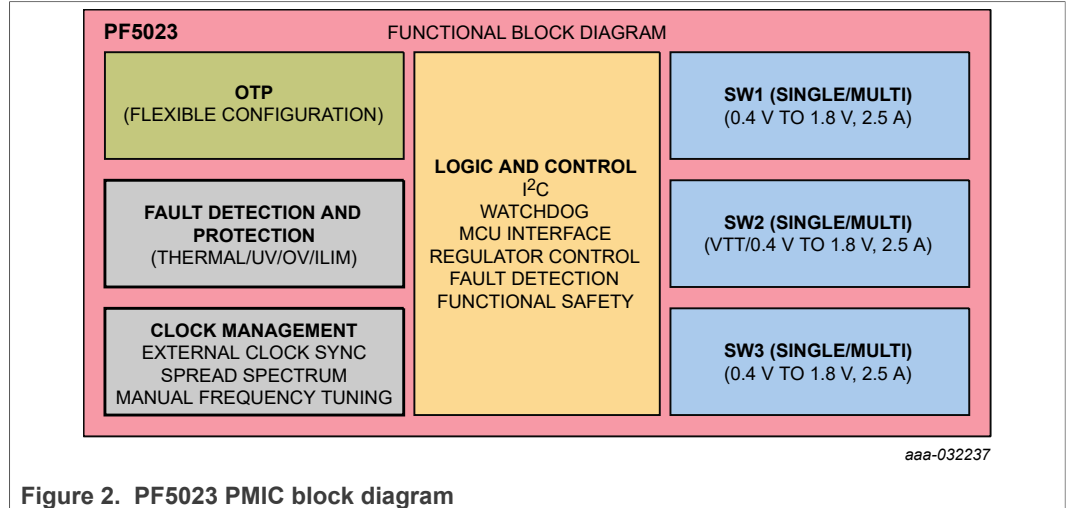 PF5023
FUNCTIONAL BLOCK DIAGRAM
OTP
(FLEXIBLE CONFIGURATION)
FAULT DETECTION AND
PROTECTION
(THERMAL/UV/OV/ILIM)
CLOCK MANAGEMENT
EXTERNAL CLOCK SYNC
SPREAD SPECTRUM
MANUAL FREQUENCY TUNING
LOGIC AND CONTROL
I²C
WATCHDOG
MCU INTERFACE
REGULATOR CONTROL
FAULT DETECTION
FUNCTIONAL SAFETY
SW1 (SINGLE/MULTI)
(0.4 V TO 1.8 V, 2.5 A)
SW2 (SINGLE/MULTI)
(VTT/0.4 V TO 1.8 V, 2.5 A)
SW3 (SINGLE/MULTI)
(0.4 V TO 1.8 V, 2.5 A)
aaa-032237
Figure 2. PF5023 PMIC block diagram